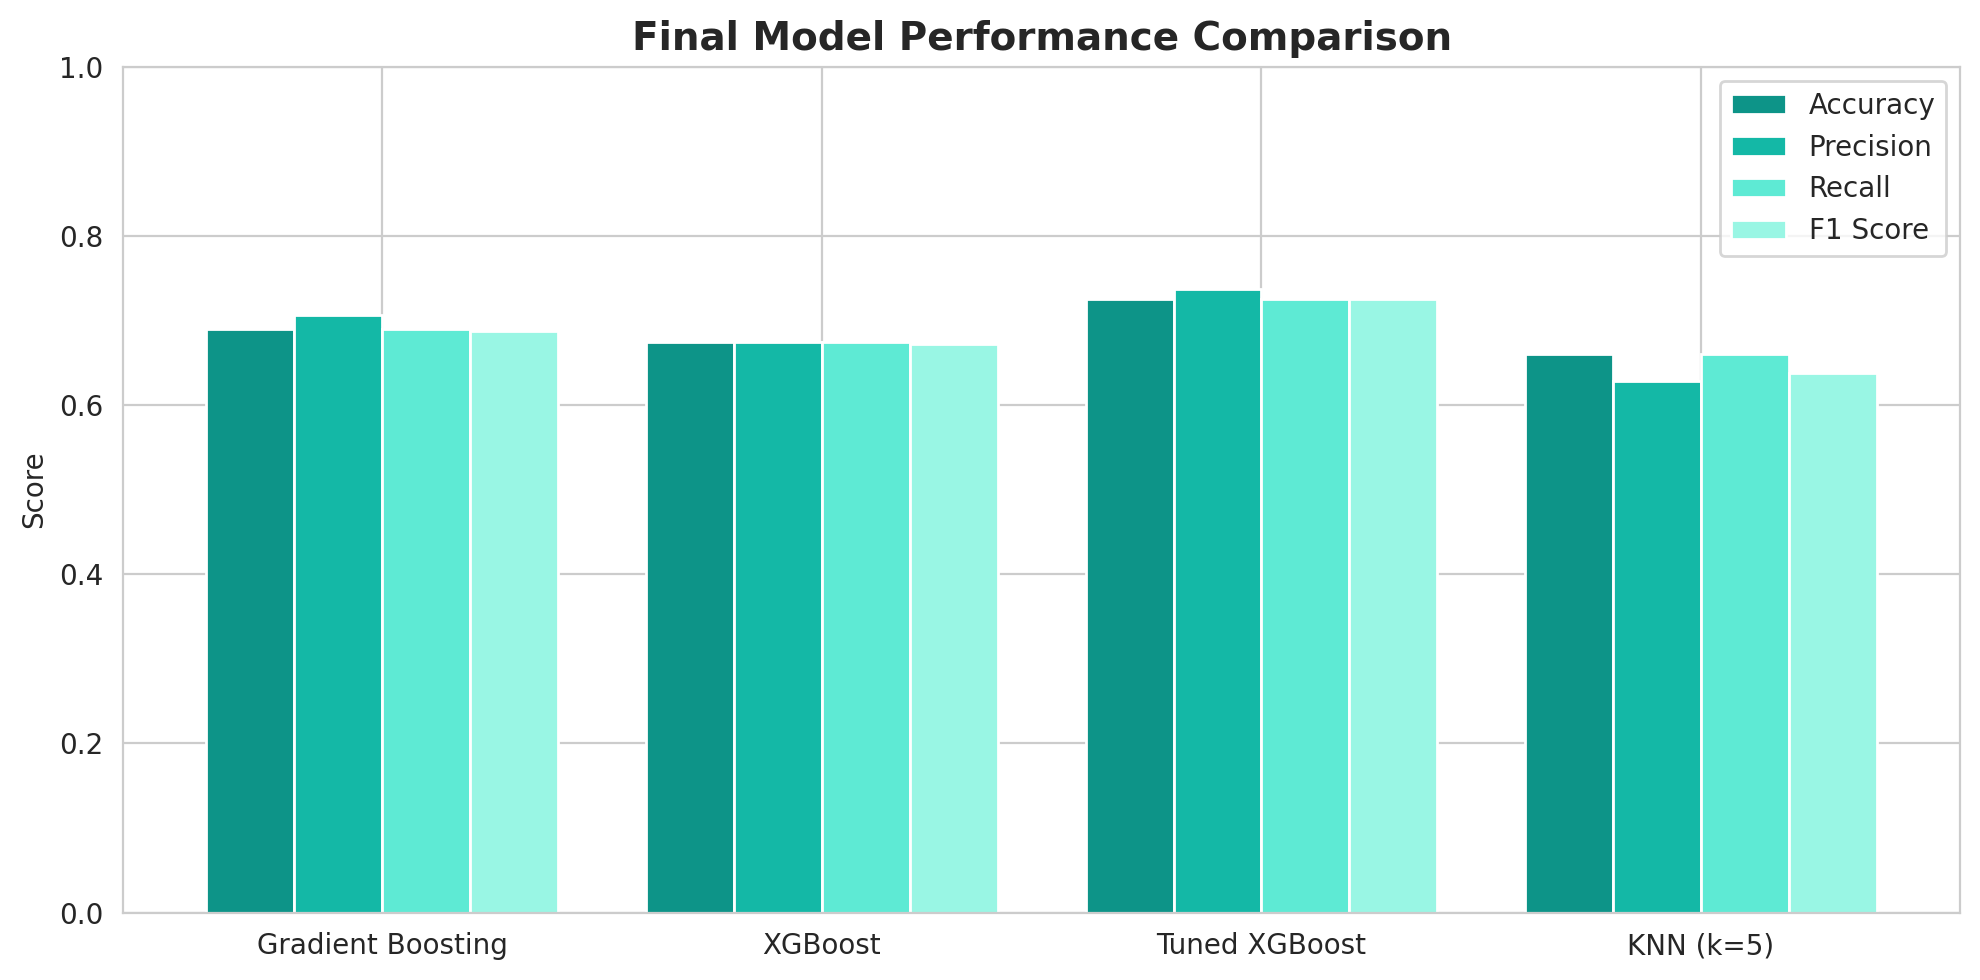 Final Model Performance Comparison
1.0
0.8
0.6
0.4
0.2
0.0
Score
Accuracy
Precision
Recall
F1 Score
Gradient Boosting
XGBoost
Tuned XGBoost
KNN (k=5)